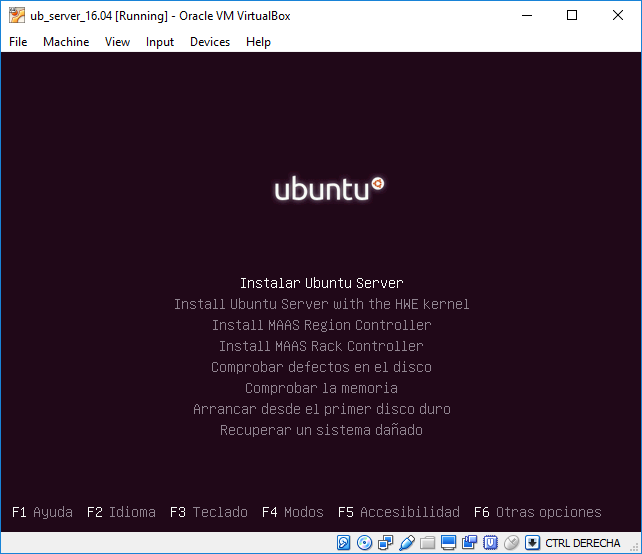 ub_server_16.04 [Running] - Oracle VM VirtualBox
File Machine View Input Devices Help
ubuntu
Instalar Ubuntu Server
Install Ubuntu Server with the HWE kernel
Install MAAS Region Controller
Install MAAS Rack Controller
Comprobar defectos en el disco
Comprobar la memoria
Arrancar desde el primer disco duro
Recuperar un sistema dañado
F1 Ayuda F2 Idioma F3 Teclado F4 Modos F5 Accesibilidad F6 Otras opciones
CTRL DERECHA